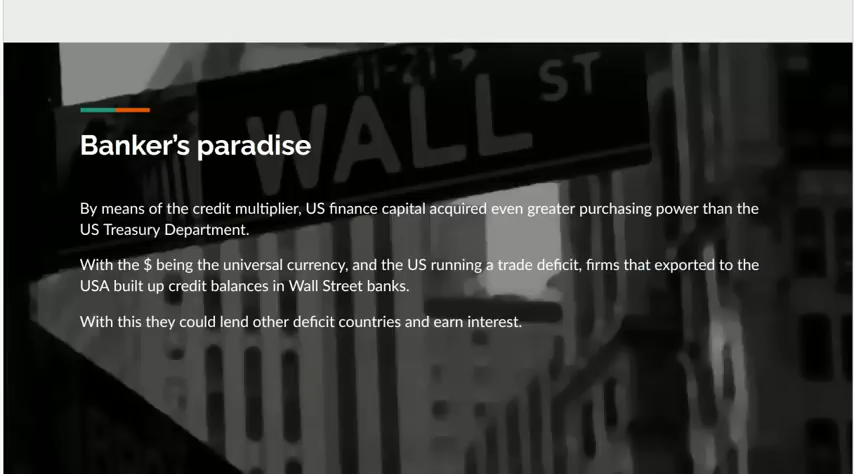 11-21 →
WALL ST
Banker's paradise
By means of the credit multiplier, US finance capital acquired even greater purchasing power than the
US Treasury Department.
With the $ being the universal currency, and the US running a trade deficit, firms that exported to the
USA built up credit balances in Wall Street banks.
With this they could lend other deficit countries and earn interest.